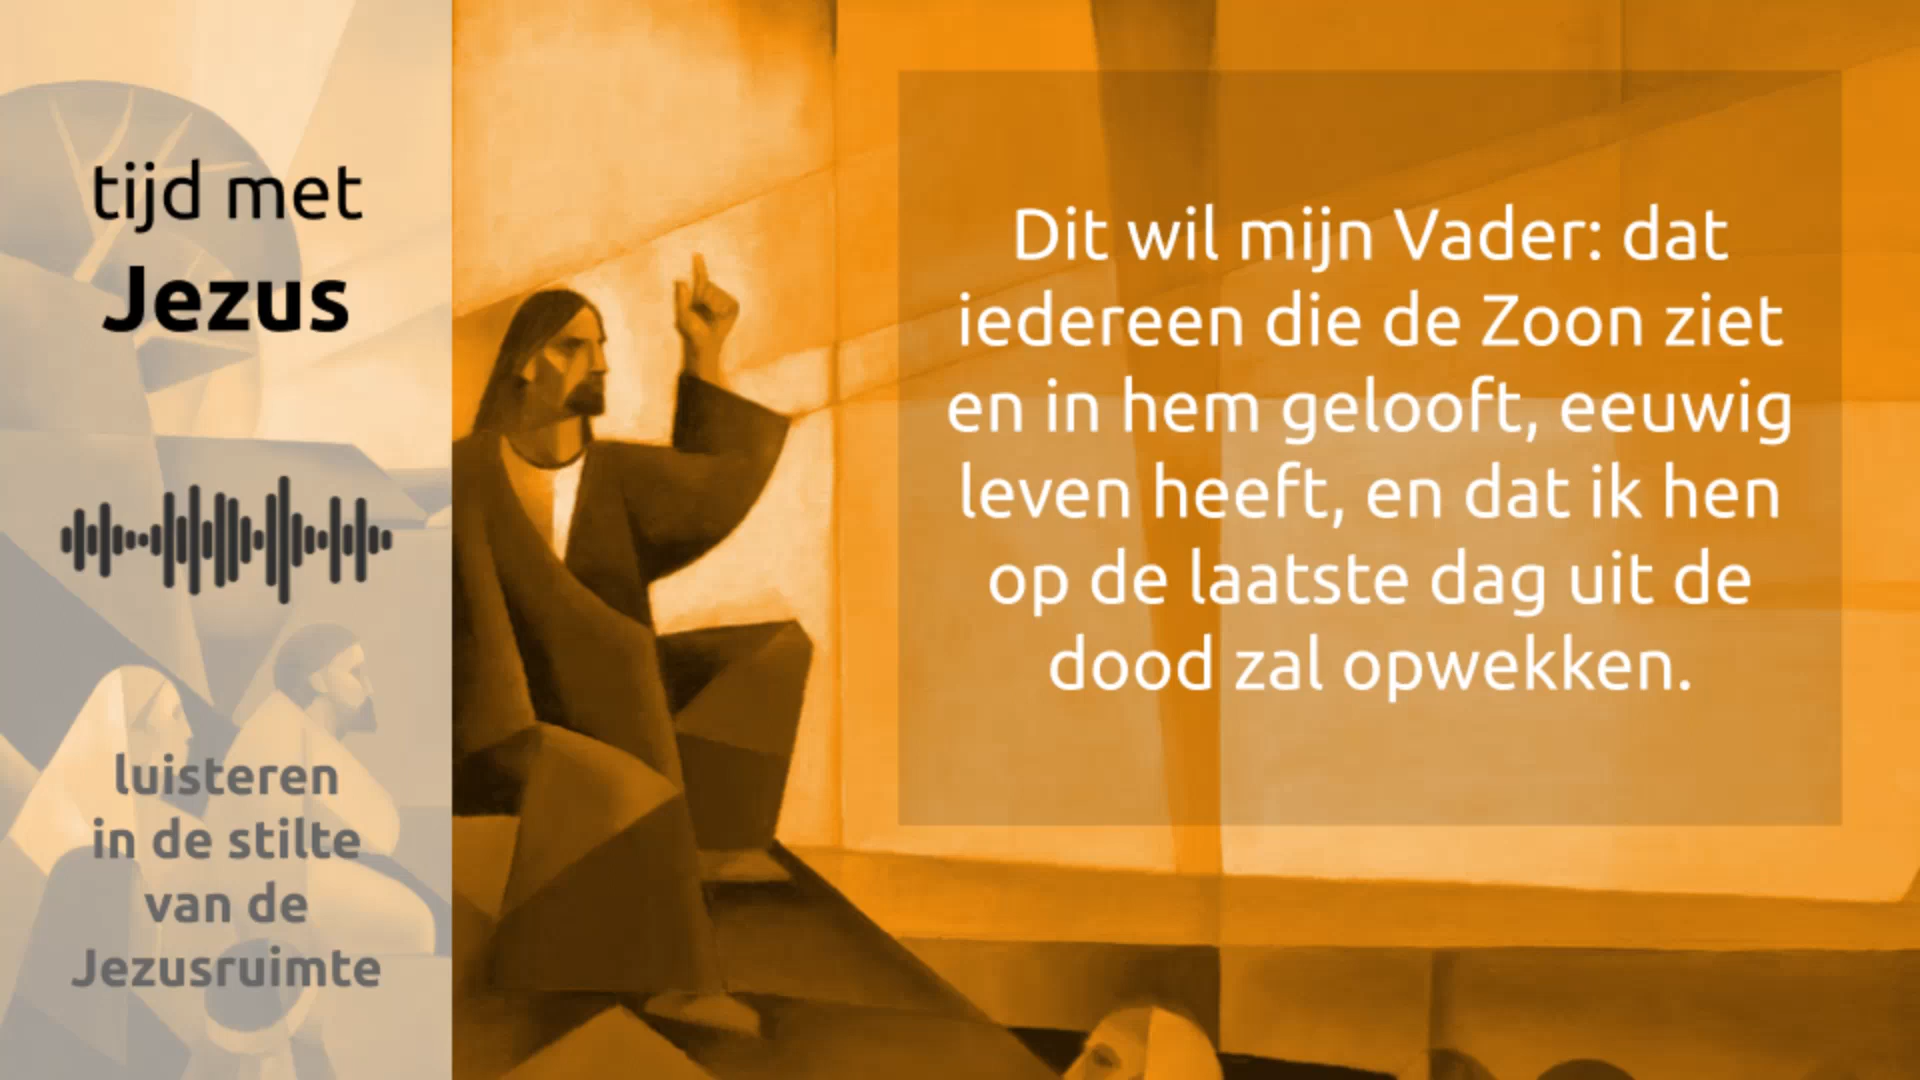 tijd met
Jezus
luisteren
in de stilte
van de
Jezusruimte
Dit wil mijn Vader: dat
iedereen die de Zoon ziet
en in hem gelooft, eeuwig
leven heeft, en dat ik hen
op de laatste dag uit de
dood zal opwekken.